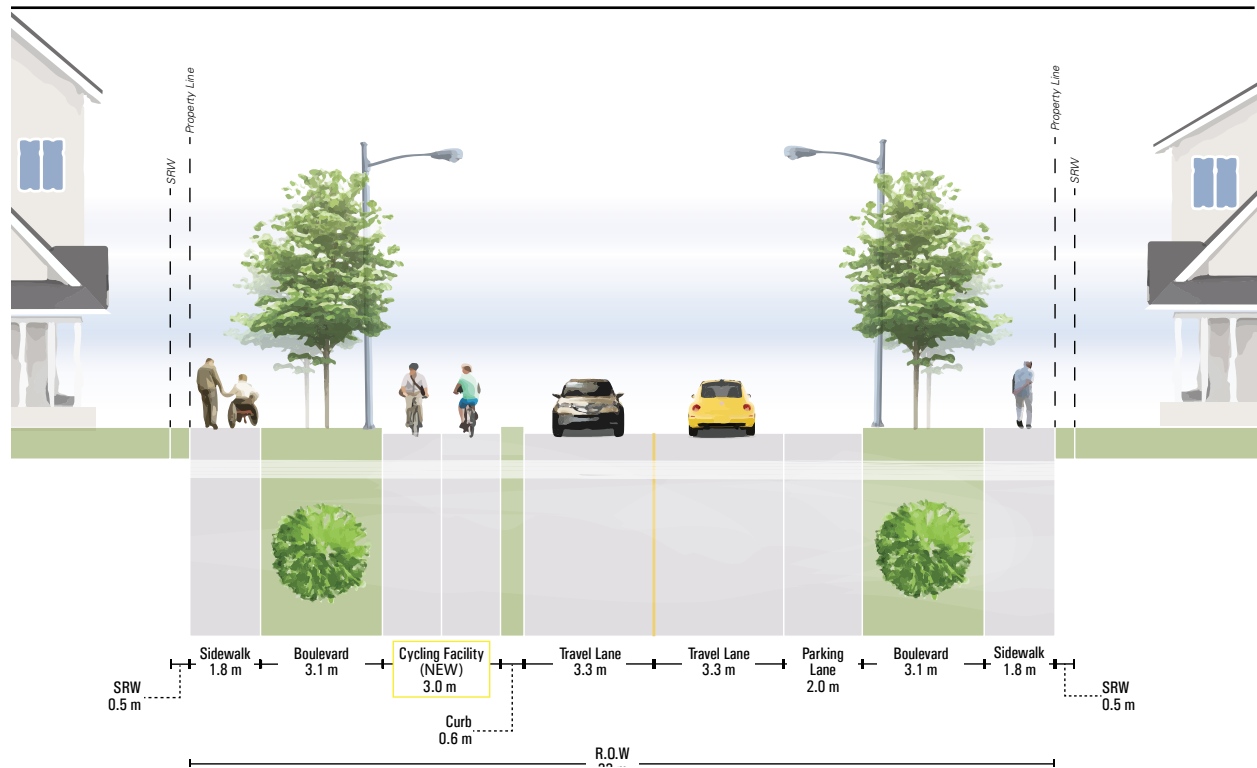 SRW
Property Line
Property Line
SRW
Sidewalk
1.8 m
Boulevard
3.1 m
Cycling Facility
(NEW)
3.0 m
Travel Lane
3.3 m
Travel Lane
3.3 m
Parking
Lane
2.0 m
Boulevard
3.1 m
Sidewalk
1.8 m
SRW
0.5 m
Curb
0.6 m
SRW
0.5 m
R.O.W